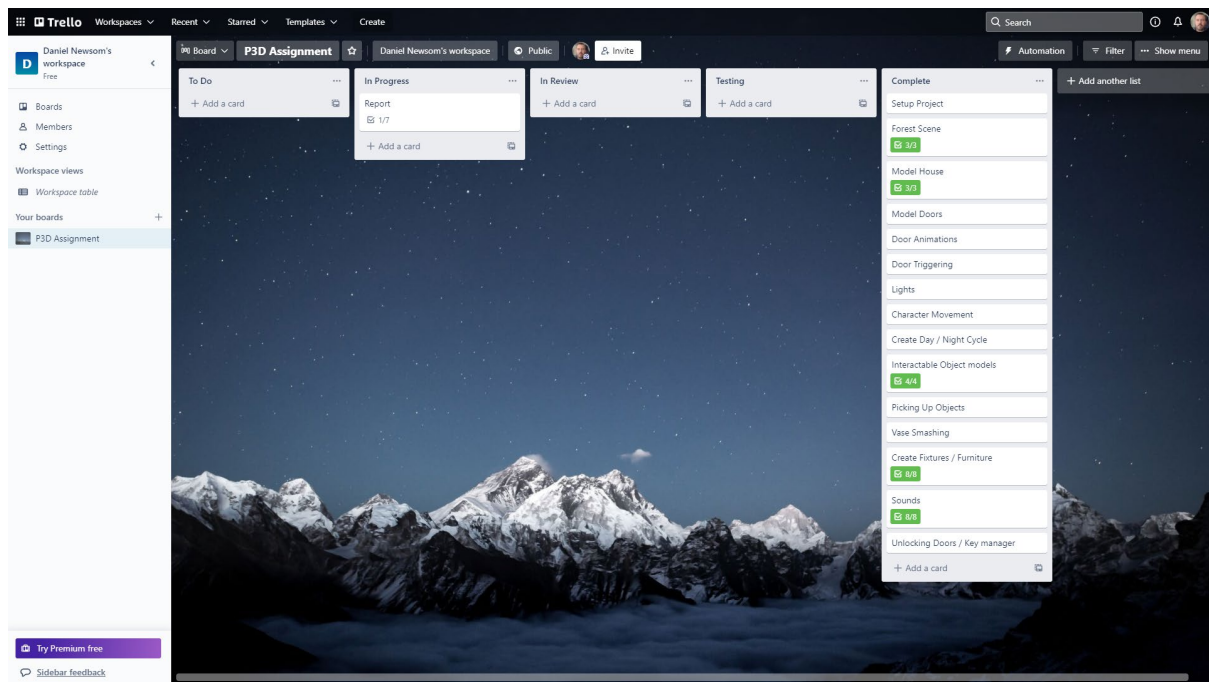 Trello Workspaces Recent Starred Templates Create Search
D Daniel Newsom's workspace
Free
Boards
Members
Settings
Workspace views
Workspace table
Your boards +
P3D Assignment
Try Premium free
Sidebar feedback
Board P3D Assignment Daniel Newsom's workspace Public Invite Automation Filter ... Show menu
To Do ...
+ Add a card
In Progress ...
Report
1/7
+ Add a card
In Review ...
+ Add a card
Testing ...
+ Add a card
Complete ...
Setup Project
Forest Scene
3/3
Model House
3/3
Model Doors
Door Animations
Door Triggering
Lights
Character Movement
Create Day / Night Cycle
Interactable Object models
4/4
Picking Up Objects
Vase Smashing
Create Fixtures / Furniture
8/8
Sounds
8/8
Unlocking Doors / Key manager
+ Add a card
+ Add another list